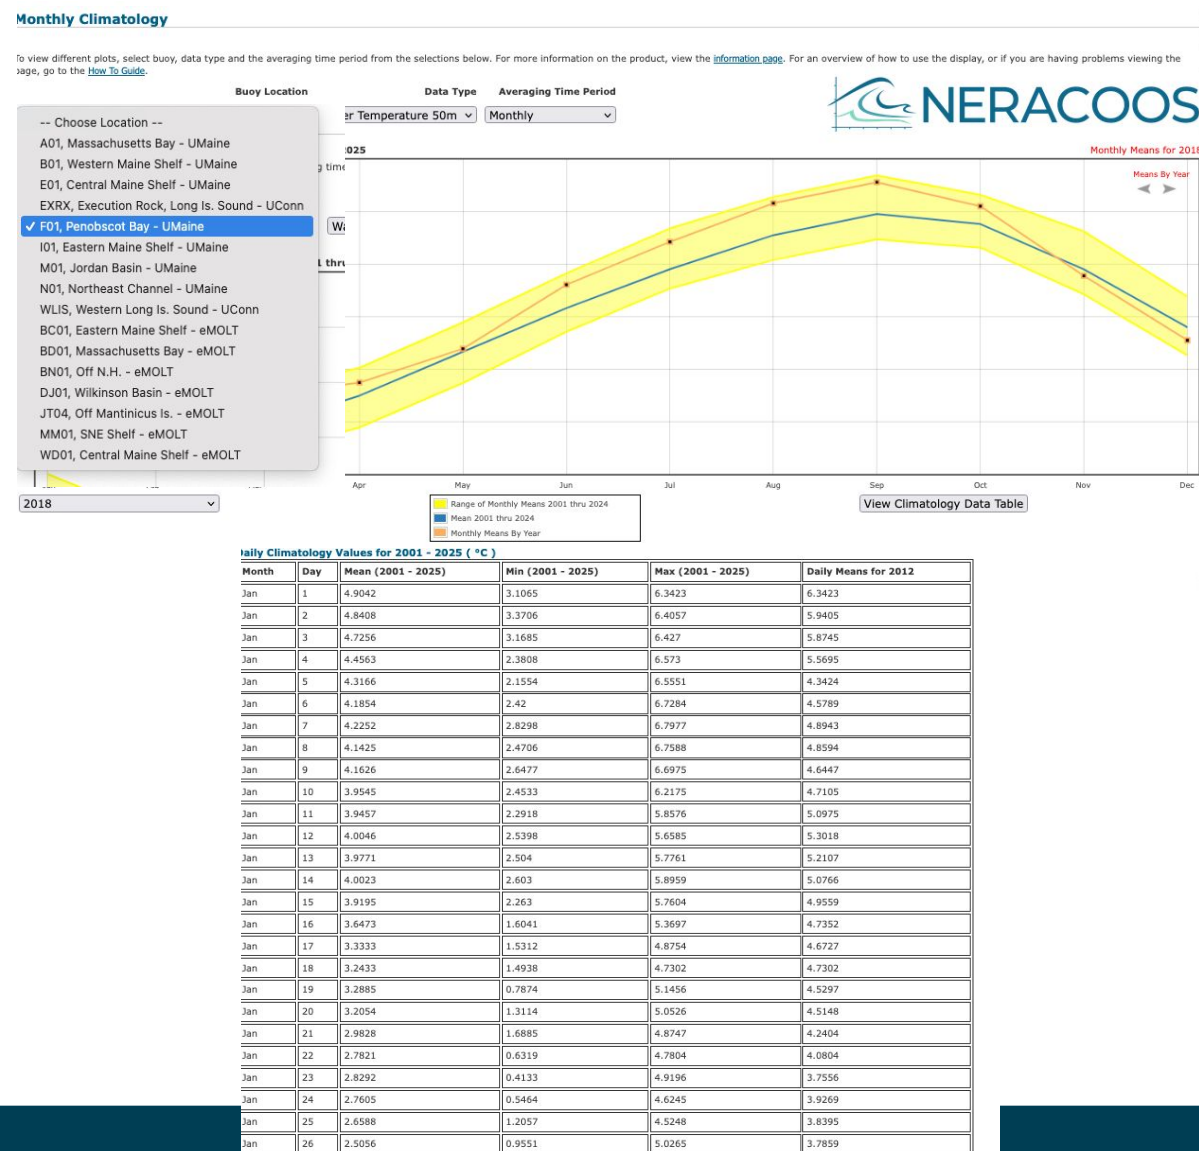 Monthly Climatology
To view different plots, select buoy, data type and the averaging time period from the selections below. For more information on the product, view the information page. For an overview of how to use the display, or if you are having problems viewing the
page, go to the How To Guide.
Buoy Location Data Type Averaging Time Period
er Temperature 50m Monthly
NERACOOS
-- Choose Location --
A01, Massachusetts Bay - UMaine
B01, Western Maine Shelf - UMaine
E01, Central Maine Shelf - UMaine
EXRX, Execution Rock, Long Is. Sound - UConn
✓ F01, Penobscot Bay - UMaine
I01, Eastern Maine Shelf - UMaine
M01, Jordan Basin - UMaine
N01, Northeast Channel - UMaine
WLIS, Western Long Is. Sound - UConn
BC01, Eastern Maine Shelf - eMOLT
BD01, Massachusetts Bay - eMOLT
BN01, Off N.H. - eMOLT
DJ01, Wilkinson Basin - eMOLT
JT04, Off Mantinicus Is. - eMOLT
MM01, SNE Shelf - eMOLT
WD01, Central Maine Shelf - eMOLT
025
g time
Wa
1 thru
Monthly Means for 2018
Means By Year
Apr May Jun Jul Aug Sep Oct Nov Dec
2018
Range of Monthly Means 2001 thru 2024
Mean 2001 thru 2024
Monthly Means By Year
View Climatology Data Table
Daily Climatology Values for 2001 - 2025 ( °C )
Month Day Mean (2001 - 2025) Min (2001 - 2025) Max (2001 - 2025) Daily Means for 2012
Jan 1 4.9042 3.1065 6.3423 6.3423
Jan 2 4.8408 3.3706 6.4057 5.9405
Jan 3 4.7256 3.1685 6.427 5.8745
Jan 4 4.4563 2.3808 6.573 5.5695
Jan 5 4.3166 2.1554 6.5551 4.3424
Jan 6 4.1854 2.42 6.7284 4.5789
Jan 7 4.2252 2.8298 6.7977 4.8943
Jan 8 4.1425 2.4706 6.7588 4.8594
Jan 9 4.1626 2.6477 6.6975 4.6447
Jan 10 3.9545 2.4533 6.2175 4.7105
Jan 11 3.9457 2.2918 5.8576 5.0975
Jan 12 4.0046 2.5398 5.6585 5.3018
Jan 13 3.9771 2.504 5.7761 5.2107
Jan 14 4.0023 2.603 5.8959 5.0766
Jan 15 3.9195 2.263 5.7604 4.9559
Jan 16 3.6473 1.6041 5.3697 4.7352
Jan 17 3.3333 1.5312 4.8754 4.6727
Jan 18 3.2433 1.4938 4.7302 4.7302
Jan 19 3.2885 0.7874 5.1456 4.5297
Jan 20 3.2054 1.3114 5.0526 4.5148
Jan 21 2.9828 1.6885 4.8747 4.2404
Jan 22 2.7821 0.6319 4.7804 4.0804
Jan 23 2.8292 0.4133 4.9196 3.7556
Jan 24 2.7605 0.5464 4.6245 3.9269
Jan 25 2.6588 1.2057 4.5248 3.8395
Jan 26 2.5056 0.9551 5.0265 3.7859